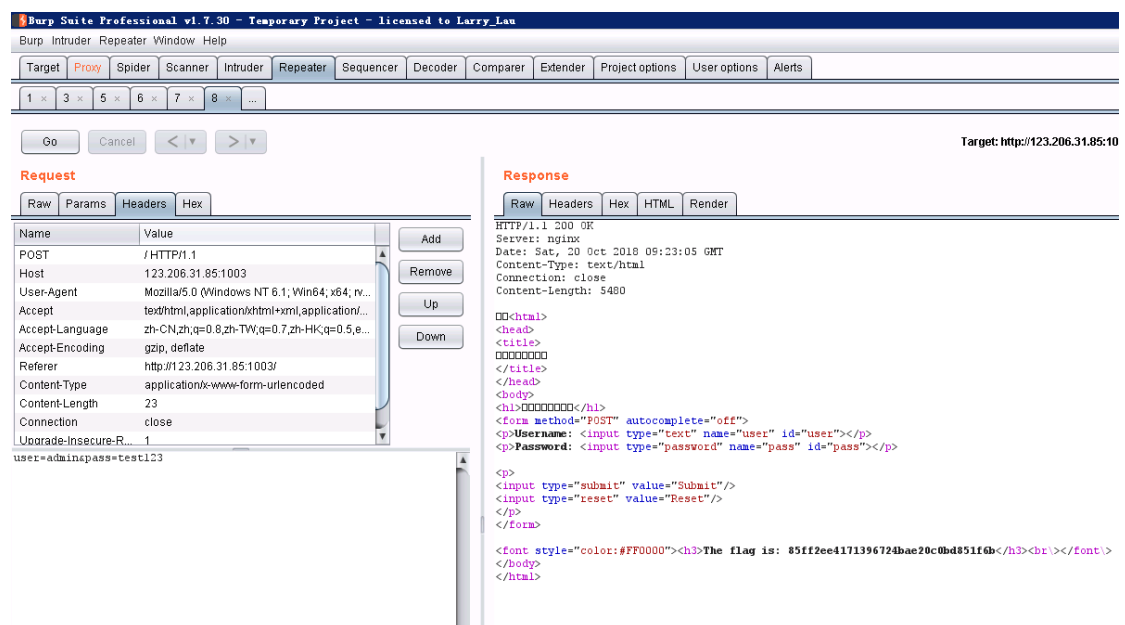 Burp Suite Professional v1.7.30 - Temporary Project - licensed to Larry_Lau
Burp Intruder Repeater Window Help
Target Proxy Spider Scanner Intruder Repeater Sequencer Decoder Comparer Extender Project options User options Alerts
1 × 3 × 5 × 6 × 7 × 8 × ...
Go Cancel < ▼ > ▼ Target: http://123.206.31.85:10
Request
Raw Params Headers Hex
Name Value
POST / HTTP/1.1
Host 123.206.31.85:1003
User-Agent Mozilla/5.0 (Windows NT 6.1; Win64; x64; rv...
Accept text/html,application/xhtml+xml,application/...
Accept-Language zh-CN,zh;q=0.8,zh-TW;q=0.7,zh-HK;q=0.5,e...
Accept-Encoding gzip, deflate
Referer http://123.206.31.85:1003/
Content-Type application/x-www-form-urlencoded
Content-Length 23
Connection close
Upgrade-Insecure-R... 1
Add
Remove
Up
Down
user=admin&pass=test123
Response
Raw Headers Hex HTML Render
HTTP/1.1 200 OK
Server: nginx
Date: Sat, 20 Oct 2018 09:23:05 GMT
Content-Type: text/html
Connection: close
Content-Length: 5480
□□<html>
<head>
<title>
□□□□□□□□
</title>
</head>
<body>
<h1>□□□□□□□□</h1>
<form method="POST" autocomplete="off">
<p>Username: <input type="text" name="user" id="user"></p>
<p>Password: <input type="password" name="pass" id="pass"></p>
<p>
<input type="submit" value="Submit"/>
<input type="reset" value="Reset"/>
</p>
</form>
<font style="color:#FF0000"><h3>The flag is: 85ff2ee4171396724bae20c0bd851f6b</h3><br\></font\>
</body>
</html>